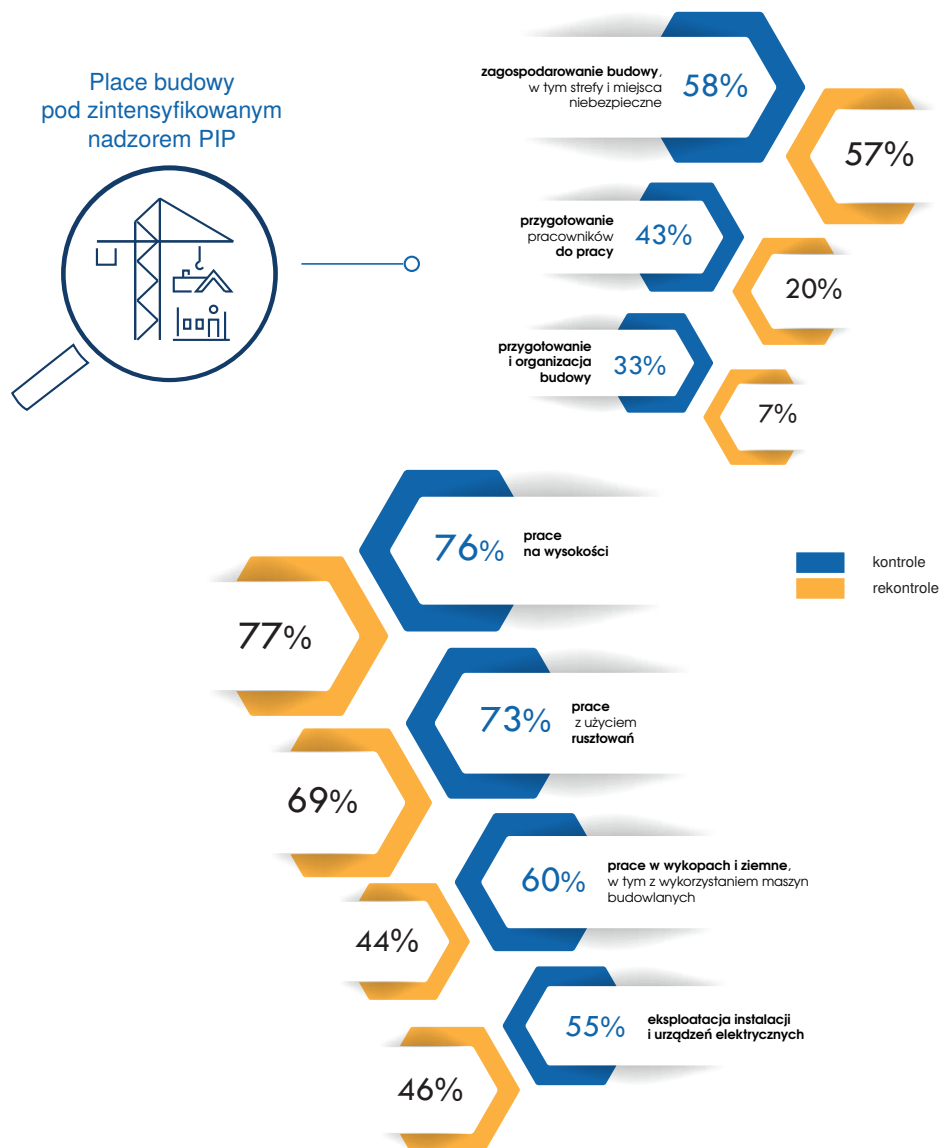 Place budowy
pod zintensyfikowanym
nadzorem PIP
zagospodarowanie budowy,
w tym strefy i miejsca
niebezpieczne
58%
57%
przygotowanie
pracowników
do pracy
43%
20%
przygotowanie
i organizacja
budowy
33%
7%
76%
prace
na wysokości
77%
kontrole
rekontrole
73%
prace
z użyciem
rusztowań
69%
60%
prace w wykopach i ziemne,
w tym z wykorzystaniem maszyn
budowlanych
44%
55%
eksploatacja instalacji
i urządzeń elektrycznych
46%